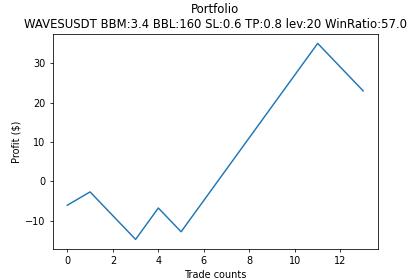 Portfolio
WAVESUSDT BBM:3.4 BBL:160 SL:0.6 TP:0.8 lev:20 WinRatio:57.0
Profit ($)
30
20
10
0
−10
0 2 4 6 8 10 12
Trade counts